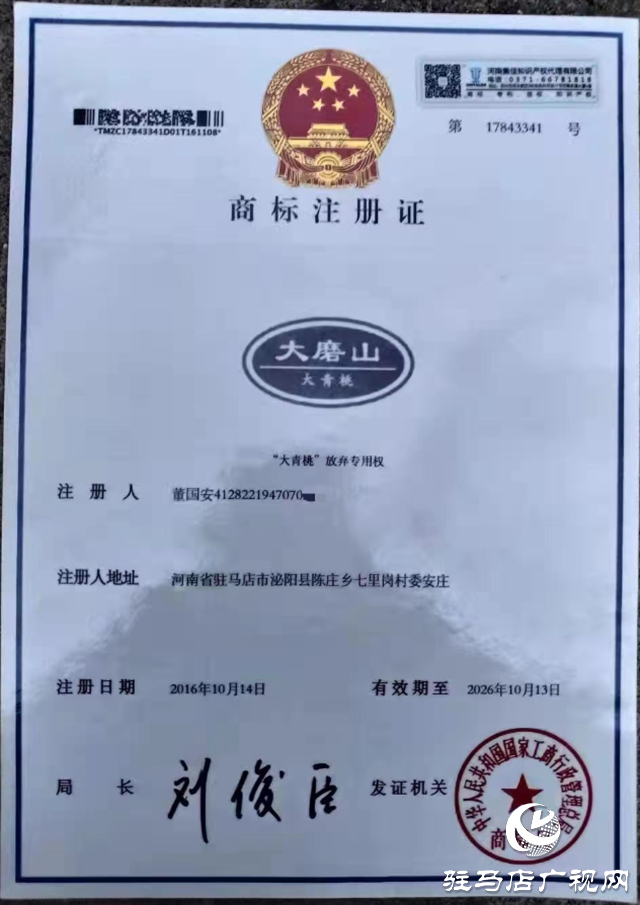 河南集佳知识产权代理有限公司
电话：0371-66781818
*TMZC17843341D01T161108*
第 17843341 号
商标注册证
大磨山
大青桃
“大青桃”放弃专用权
注册人 董国安4128221947070
注册人地址 河南省驻马店市泌阳县陈庄乡七里岗村委安庄
注册日期 2016年10月14日 有效期至 2026年10月13日
局长 刘俊臣 发证机关
中华人民共和国国家工商行政管理总局
商
驻马店广视网